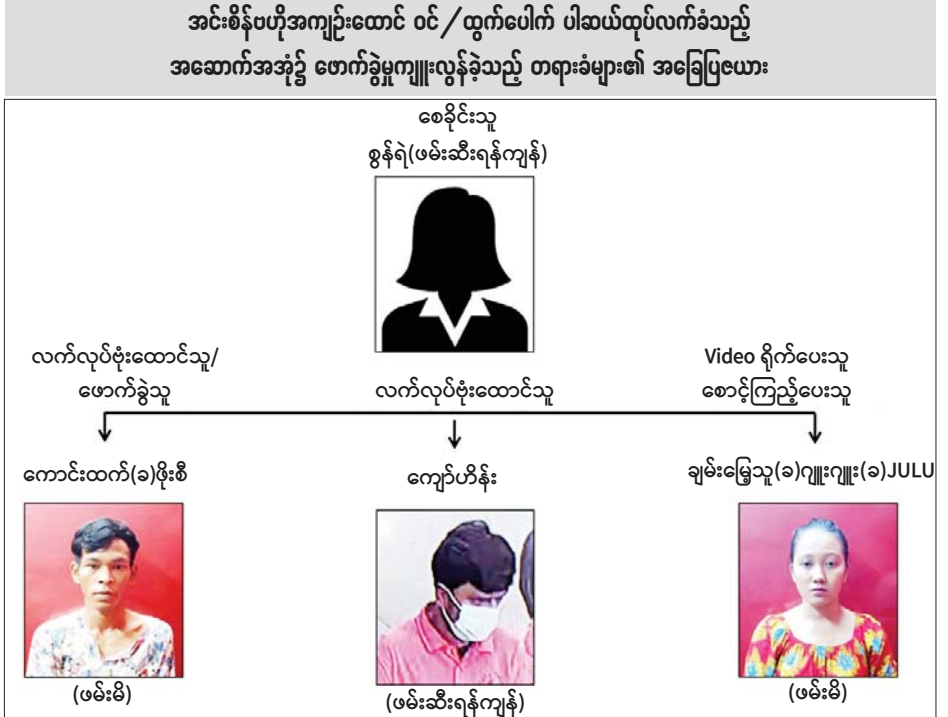 အင်းစိန်ဗဟိုအကျဉ်းထောင် ဝင်/ထွက်ပေါက် ပါဆယ်ထုပ်လက်ခံသည့်
အဆောက်အအုံ၌ ဖောက်ခွဲမှုကျူးလွန်ခဲ့သည့် တရားခံများ၏ အခြေပြဇယား
စေခိုင်းသူ
စွန်ရဲ(ဖမ်းဆီးရန်ကျန်)
လက်လုပ်ဗုံးထောင်သူ/
ဖောက်ခွဲသူ
လက်လုပ်ဗုံးထောင်သူ
Video ရိုက်ပေးသူ
စောင့်ကြည့်ပေးသူ
ကောင်းထက်(ခ)ဖိုးစီ
ကျော်ဟိန်း
ချမ်းမြေ့သူ(ခ)ဂျူးဂျူး(ခ)JULU
(ဖမ်းမိ)
(ဖမ်းဆီးရန်ကျန်)
(ဖမ်းမိ)